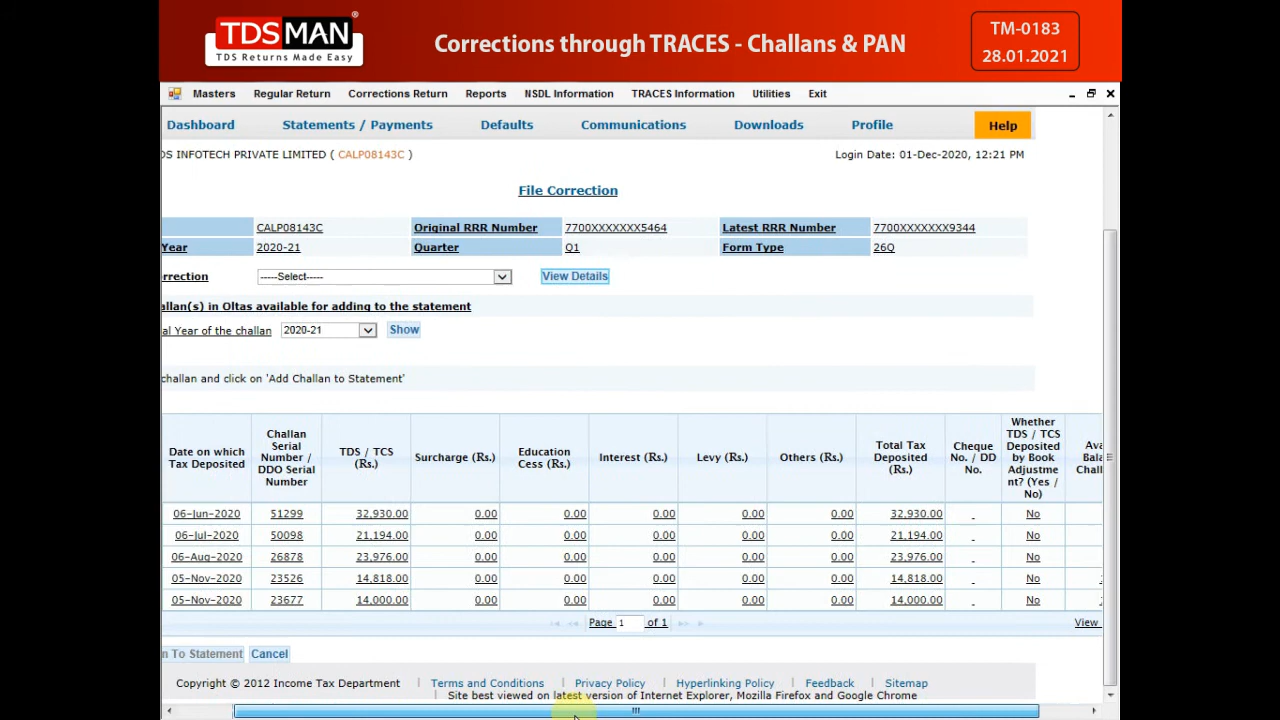 TDSMAN®
TDS Returns Made Easy
Corrections through TRACES - Challans & PAN
TM-0183
28.01.2021
Masters Regular Return Corrections Return Reports NSDL Information TRACES Information Utilities Exit
Dashboard Statements / Payments Defaults Communications Downloads Profile Help
DS INFOTECH PRIVATE LIMITED ( CALP08143C ) Login Date: 01-Dec-2020, 12:21 PM
File Correction
CALP08143C Original RRR Number 7700XXXXXXX5464 Latest RRR Number 7700XXXXXXX9344
Year 2020-21 Quarter Q1 Form Type 26Q
rrection -----Select----- View Details
allan(s) in Oltas available for adding to the statement
al Year of the challan 2020-21 Show
challan and click on 'Add Challan to Statement'
Date on which Tax Deposited Challan Serial Number / DDO Serial Number TDS / TCS (Rs.) Surcharge (Rs.) Education Cess (Rs.) Interest (Rs.) Levy (Rs.) Others (Rs.) Total Tax Deposited (Rs.) Cheque No. / DD No. Whether TDS / TCS Deposited by Book Adjustme nt? (Yes / No) Ava Bala Chall
06-Jun-2020 51299 32,930.00 0.00 0.00 0.00 0.00 0.00 32,930.00 - No
06-Jul-2020 50098 21,194.00 0.00 0.00 0.00 0.00 0.00 21,194.00 - No
06-Aug-2020 26878 23,976.00 0.00 0.00 0.00 0.00 0.00 23,976.00 - No
05-Nov-2020 23526 14,818.00 0.00 0.00 0.00 0.00 0.00 14,818.00 - No
05-Nov-2020 23677 14,000.00 0.00 0.00 0.00 0.00 0.00 14,000.00 - No
Page 1 of 1 View
n To Statement Cancel
Copyright © 2012 Income Tax Department | Terms and Conditions | Privacy Policy | Hyperlinking Policy | Feedback | Sitemap
| Site best viewed on latest version of Internet Explorer, Mozilla Firefox and Google Chrome